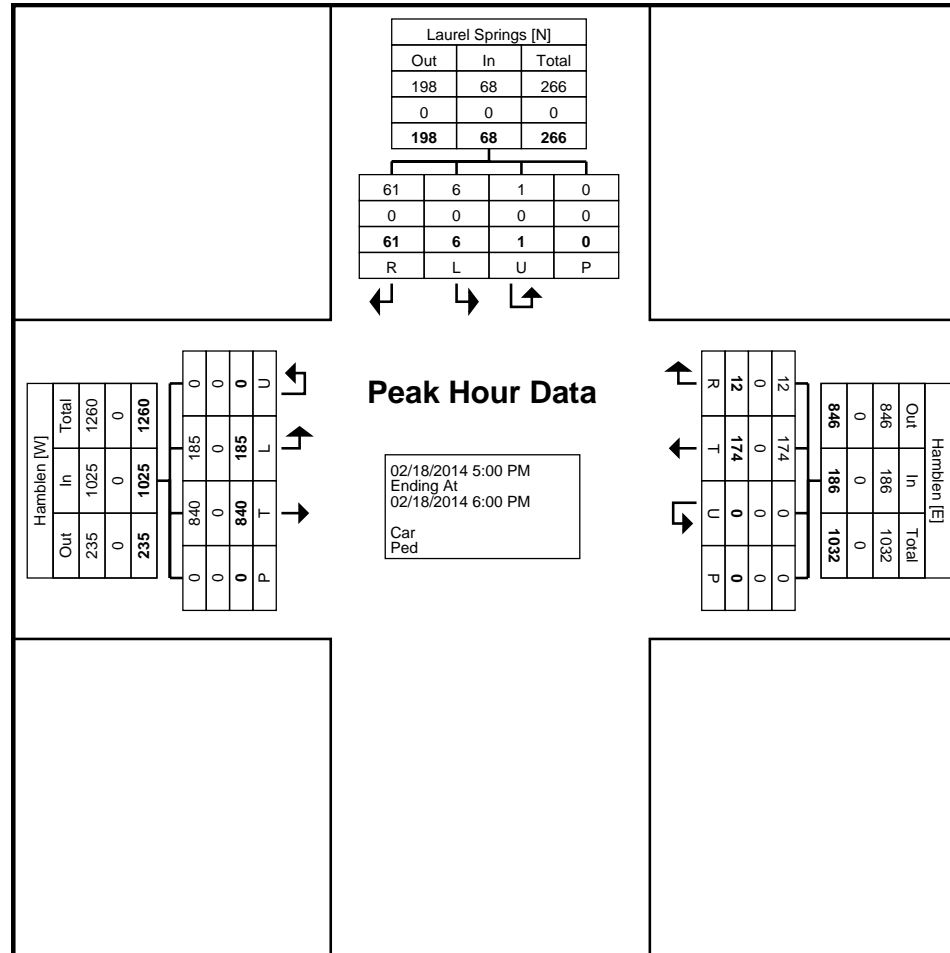 Laurel Springs [N]
Out In Total
198 68 266
0 0 0
198 68 266
61 6 1 0
0 0 0 0
61 6 1 0
R L U P
Peak Hour Data
02/18/2014 5:00 PM
Ending At
02/18/2014 6:00 PM
Car
Ped
Hamblen [W]
Out In Total
235 1025 1260
0 0 0
235 1025 1260
0 840 185 0
0 0 0 0
0 840 185 0
P T L U
Hamblen [E]
Out In Total
846 186 1032
0 0 0
846 186 1032
12 174 0 0
0 0 0 0
12 174 0 0
R T U P